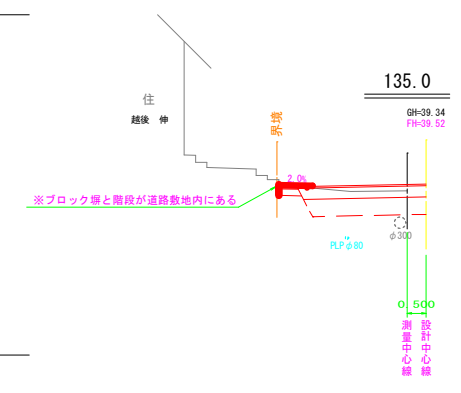 135.0
GH=39.34
FH=39.52
住
越後 伸
界境
2.0%
※ブロック塀と階段が道路敷地内にある
φ300
PLPφ80
0.500
測量中心線
設計中心線